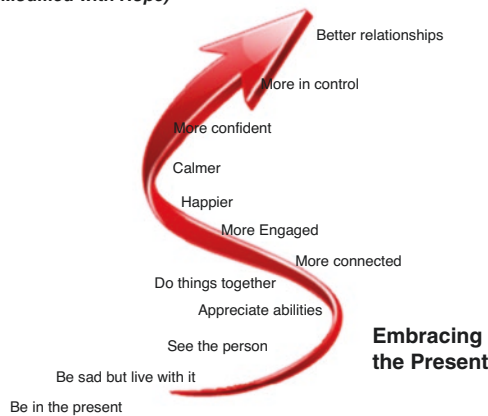 Modified with Hope)
Better relationships
More in control
More confident
Calmer
Happier
More Engaged
More connected
Do things together
Appreciate abilities
See the person
Embracing
the Present
Be sad but live with it
Be in the present